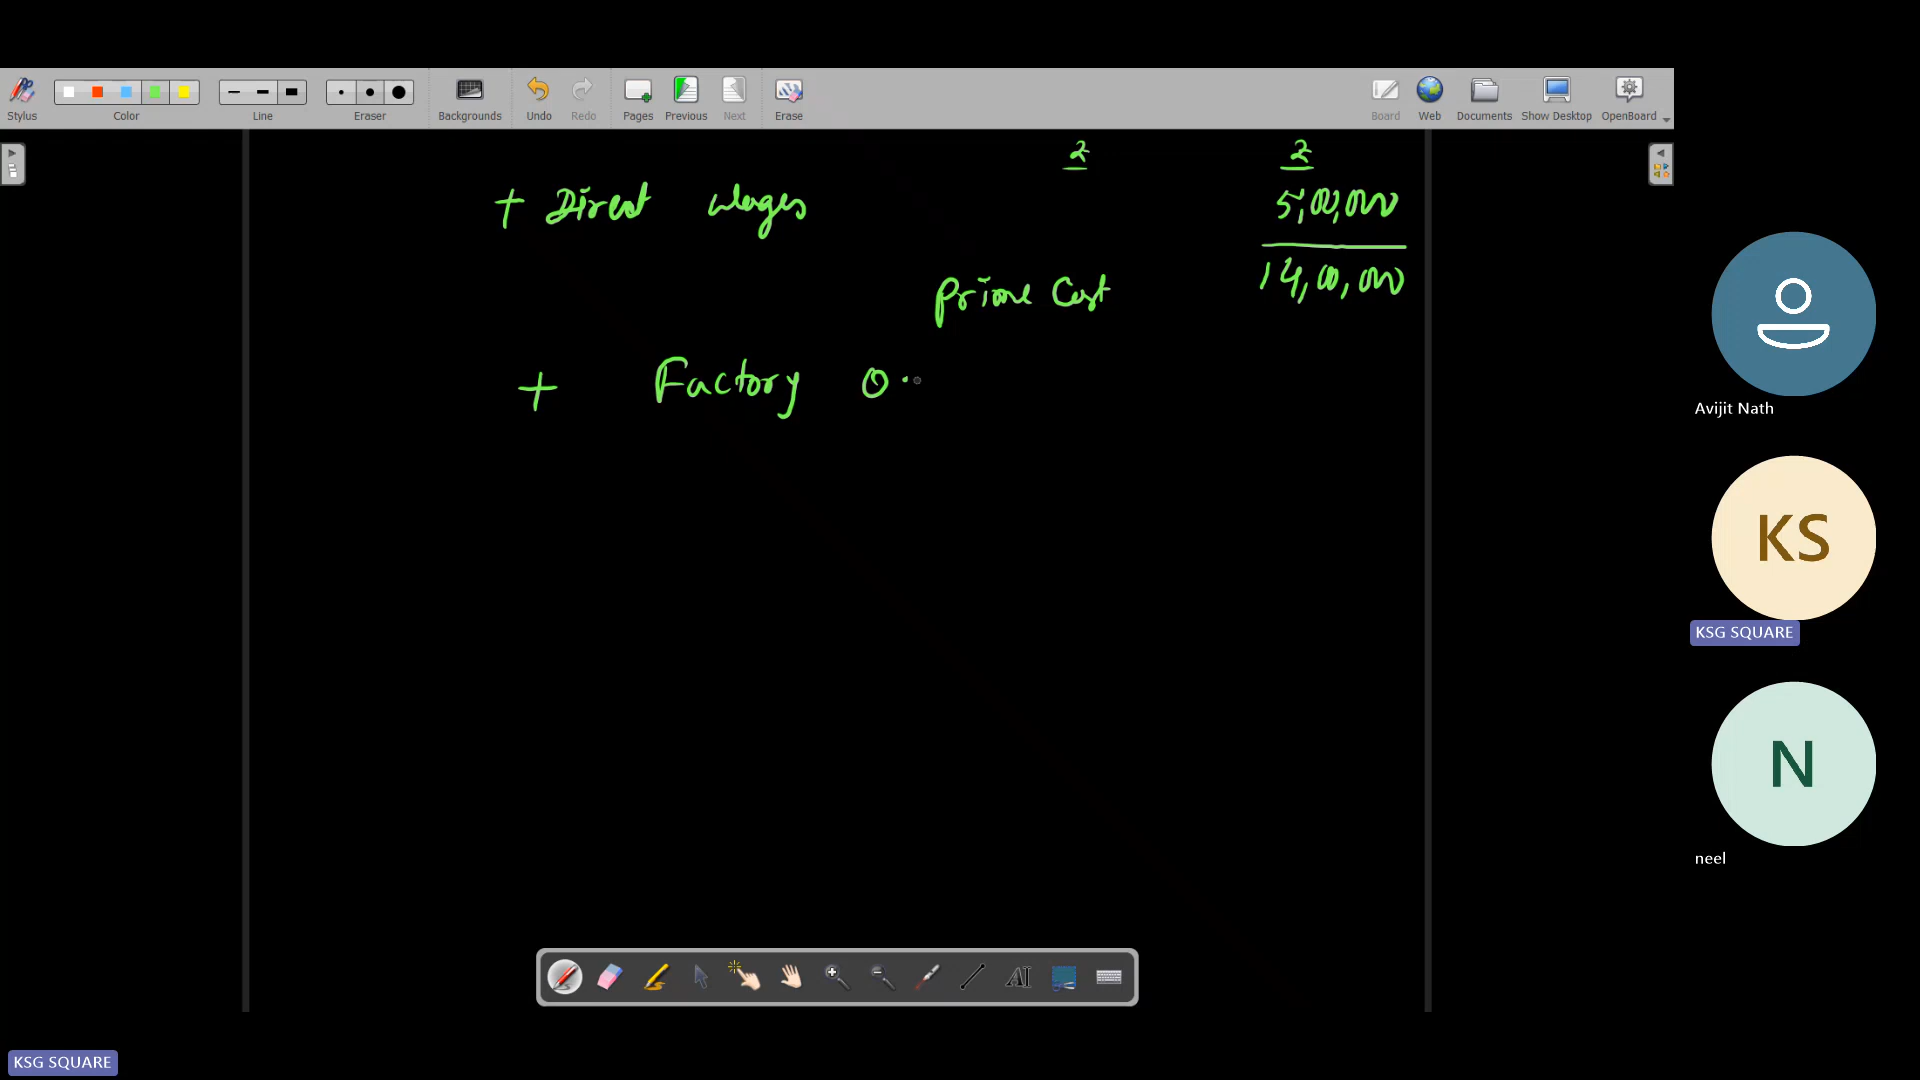 Stylus Color Line Eraser Backgrounds Undo Redo Pages Previous Next Erase Board Web Documents Show Desktop OpenBoard
₹ ₹
+ Direct Wages 5,00,000
Prime Cost 14,00,000
+ Factory O.
AI
Avijit Nath
KS
KSG SQUARE
N
neel
KSG SQUARE